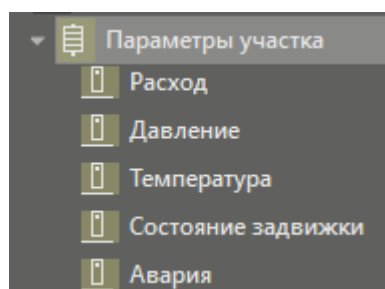 Параметры участка
Расход
Давление
Температура
Состояние задвижки
Авария